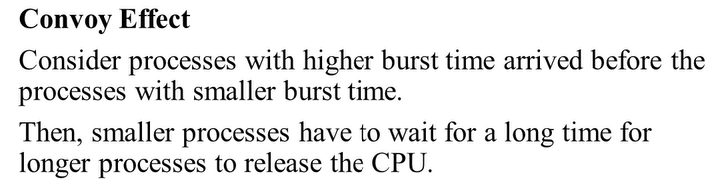 Convoy Effect
Consider processes with higher burst time arrived before the
processes with smaller burst time.
Then, smaller processes have to wait for a long time for
longer processes to release the CPU.